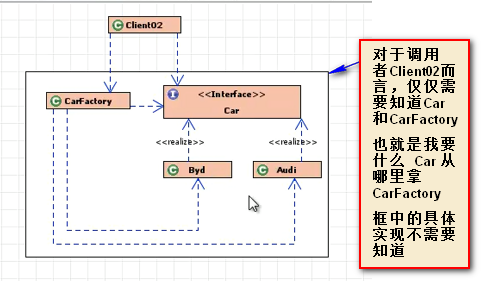 Client02
CarFactory
<<Interface>>
Car
<<realize>>
<<realize>>
Byd
Audi
对于调用
者Client02而
言，仅仅需
要知道Car
和CarFactory
也就是我要
什么 Car 从
哪里拿
CarFactory
框中的具体
实现不需要
知道